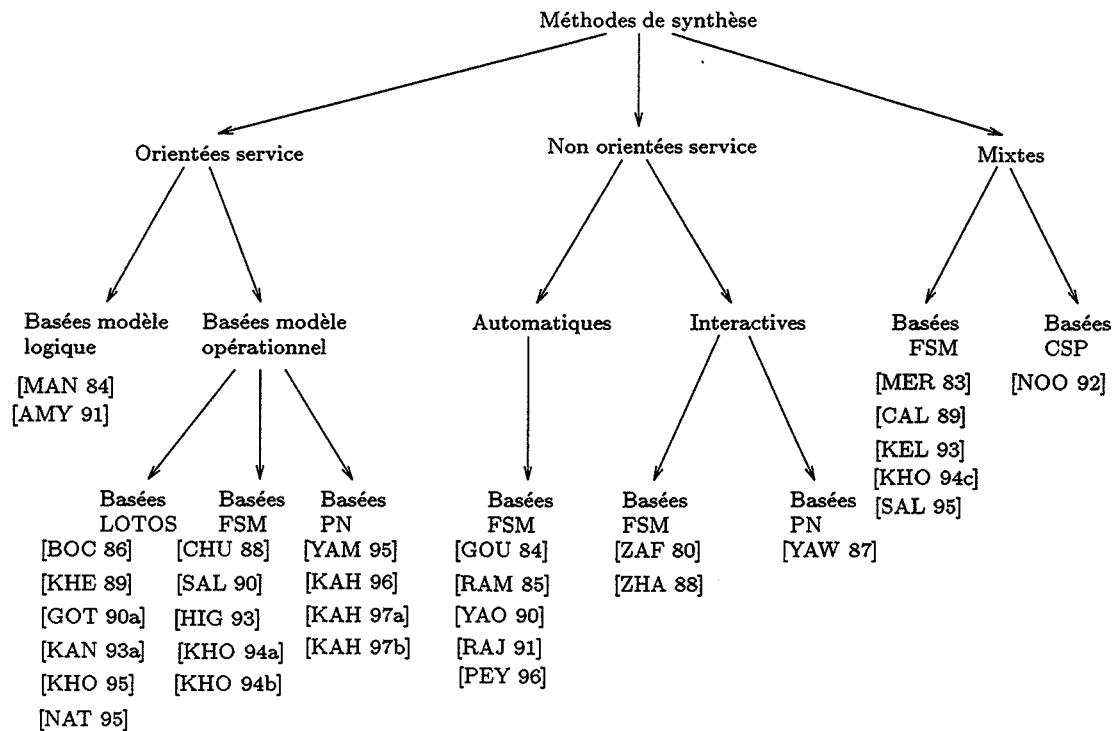 Méthodes de synthèse
Orientées service
Non orientées service
Mixtes
Basées modèle
logique
[MAN 84]
[AMY 91]
Basées modèle
opérationnel
Automatiques
Interactives
Basées
FSM
[MER 83]
[CAL 89]
[KEL 93]
[KHO 94c]
[SAL 95]
Basées
CSP
[NOO 92]
Basées
LOTOS
[BOC 86]
[KHE 89]
[GOT 90a]
[KAN 93a]
[KHO 95]
[NAT 95]
Basées
FSM
[CHU 88]
[SAL 90]
[HIG 93]
[KHO 94a]
[KHO 94b]
Basées
PN
[YAM 95]
[KAH 96]
[KAH 97a]
[KAH 97b]
Basées
FSM
[GOU 84]
[RAM 85]
[YAO 90]
[RAJ 91]
[PEY 96]
Basées
FSM
[ZAF 80]
[ZHA 88]
Basées
PN
[YAW 87]